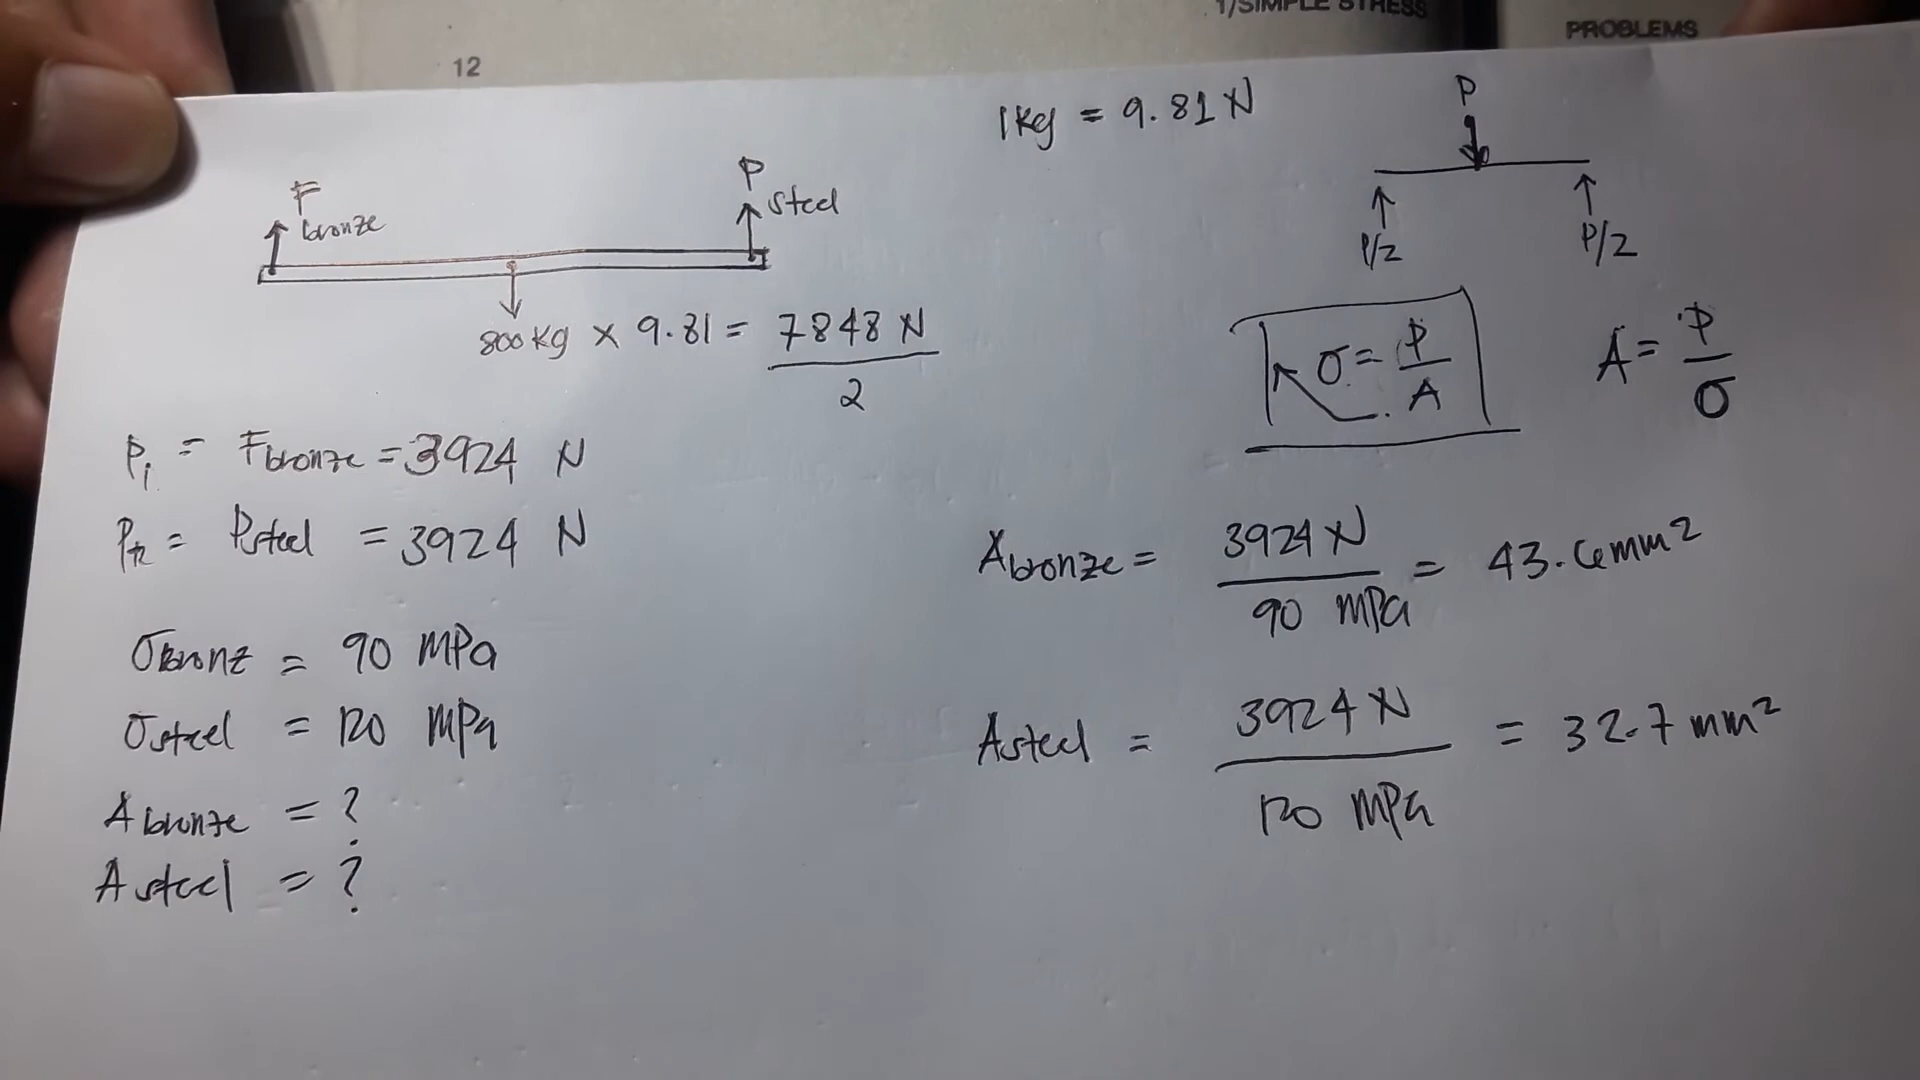 1/SIMPLE STRESS
PROBLEMS
12
1kg = 9.81 N
P
P/2 P/2
F bronze
P steel
800 kg x 9.81 = 7848 N
2
σ = P/A
A = P/σ
P1 = Fbronze = 3924 N
P2 = Psteel = 3924 N
σbronz = 90 MPa
σsteel = 120 MPa
Abronze = ?
Asteel = ?
Abronze = 3924 N / 90 MPa = 43.6 mm²
Asteel = 3924 N / 120 MPa = 32.7 mm²